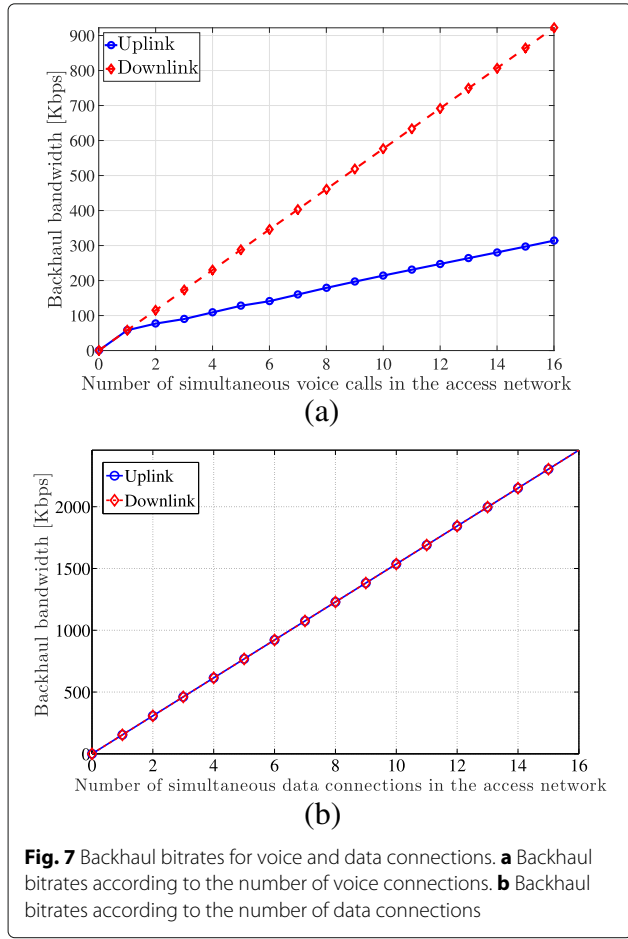 900
800
700
600
500
400
300
200
100
0
Uplink
Downlink
Backhaul bandwidth [Kbps]
0 2 4 6 8 10 12 14 16
Number of simultaneous voice calls in the access network
(a)
2000
1500
1000
500
0
Uplink
Downlink
Backhaul bandwidth [Kbps]
0 2 4 6 8 10 12 14 16
Number of simultaneous data connections in the access network
(b)
Fig. 7 Backhaul bitrates for voice and data connections. a Backhaul
bitrates according to the number of voice connections. b Backhaul
bitrates according to the number of data connections